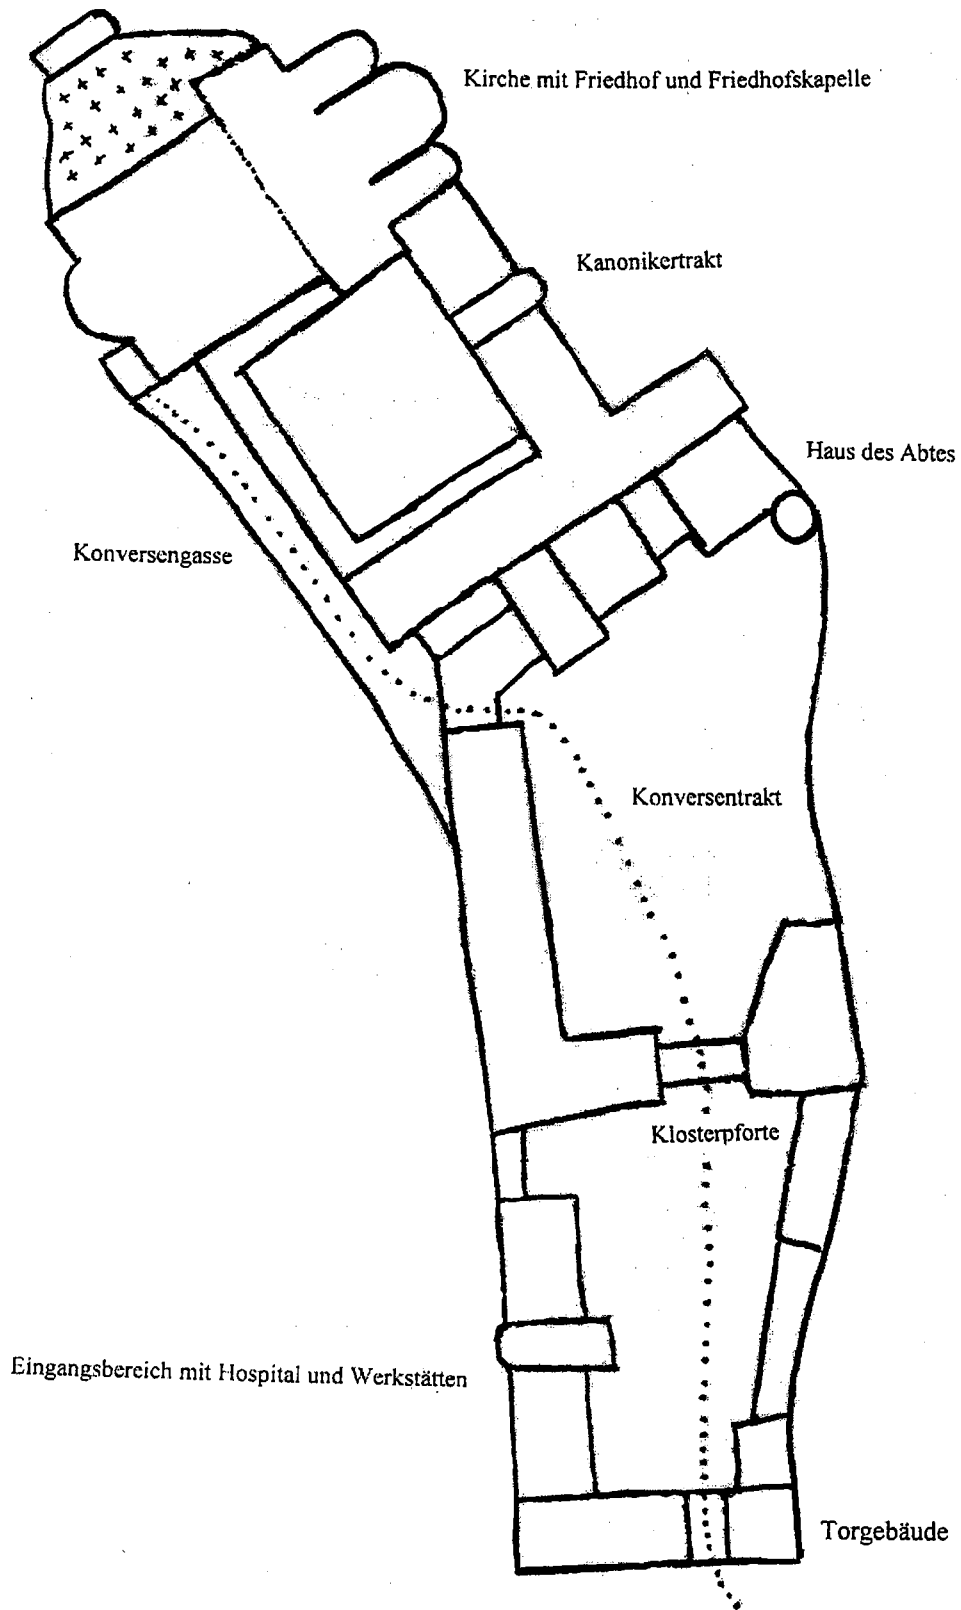 Kirche mit Friedhof und Friedhofskapelle
Kanonikertrakt
Haus des Abtes
Konversengasse
Konversentrakt
Klosterpforte
Eingangsbereich mit Hospital und Werkstätten
Torgebäude